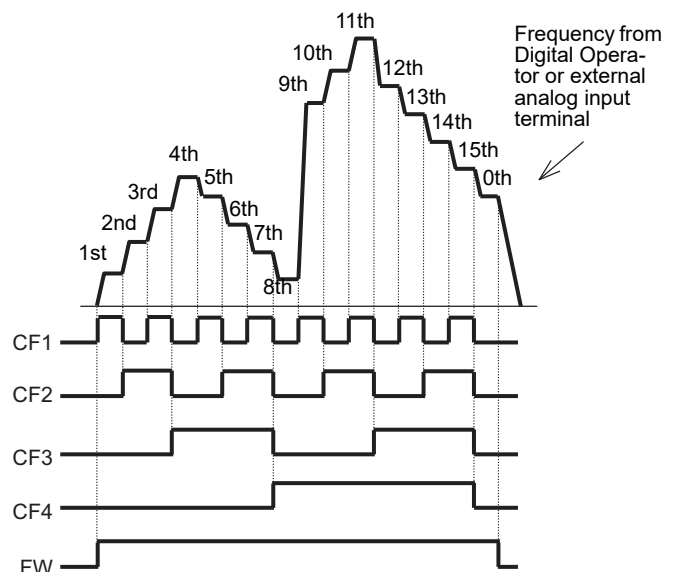 11th
Frequency from
Digital Opera-
tor or external
analog input
terminal
10th
12th
9th
13th
14th
4th
15th
5th
0th
3rd
6th
2nd
7th
1st
8th
CF1
CF2
CF3
CF4
FW